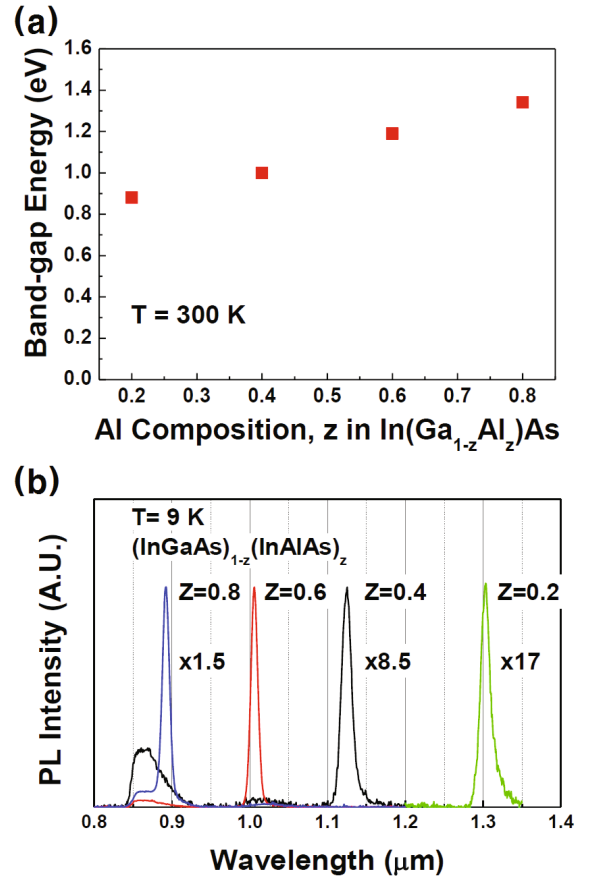 (a)
Band-gap Energy (eV)
1.6
1.4
1.2
1.0
0.8
0.6
0.4
0.2
0.0
T = 300 K
0.2 0.3 0.4 0.5 0.6 0.7 0.8
Al Composition, z in In(Ga1-zAlz)As
(b)
PL Intensity (A.U.)
T= 9 K
(InGaAs)1-z(InAlAs)z
Z=0.8 Z=0.6 Z=0.4 Z=0.2
x1.5 x8.5 x17
0.8 0.9 1.0 1.1 1.2 1.3 1.4
Wavelength (μm)